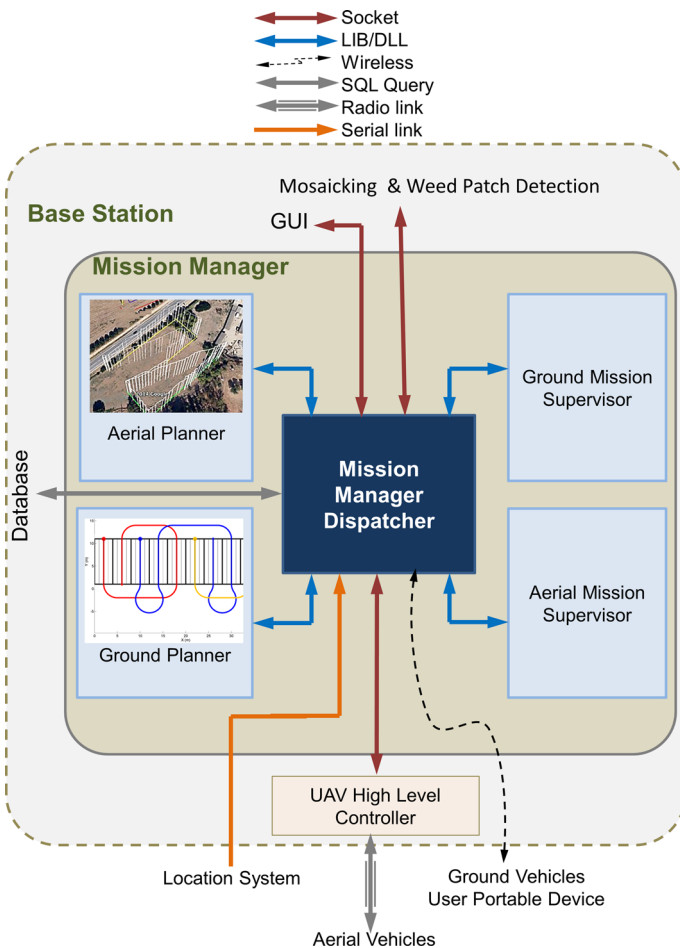 Socket
LIB/DLL
Wireless
SQL Query
Radio link
Serial link
Mosaicking & Weed Patch Detection
Base Station
GUI
Mission Manager
Aerial Planner
Ground Mission
Supervisor
Mission
Manager
Dispatcher
Database
Ground Planner
Aerial Mission
Supervisor
UAV High Level
Controller
Location System
Ground Vehicles
User Portable Device
Aerial Vehicles